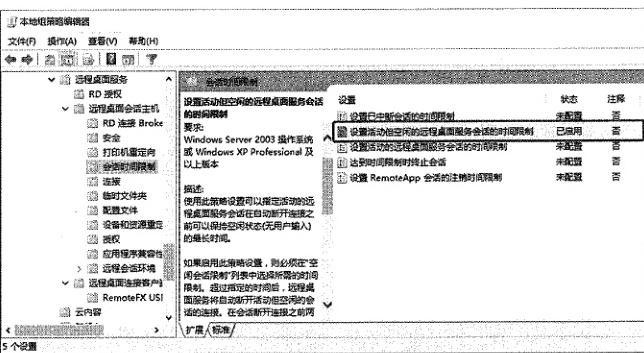 本地组策略编辑器
文件(F) 操作(A) 查看(V) 帮助(H)
远程桌面服务
RD 授权
远程桌面会话主机
RD 连接 Broke
安全
打印机重定向
会话时间限制
连接
临时文件夹
配置文件
设备和资源重定
授权
应用程序兼容性
远程会话环境
远程桌面连接客户端
RemoteFX USI
云内容
会话时间限制
设置活动但空闲的远程桌面服务会话
的时间限制
要求:
Windows Server 2003 操作系统
或 Windows XP Professional 及
以上版本
描述:
使用此策略设置可以指定活动的远
程桌面服务会话在自动断开连接之
前可以保持空闲状态(无用户输入)
的最长时间。
如果启用此策略设置，则必须在"空
闲会话限制"列表中选择所需的时间
限制。超过指定的时间后，远程桌
面服务将自动断开活动但空闲的会
话的连接。在会话断开连接之前两
设置 状态 注释
设置已中断会话的时间限制 未配置 否
设置活动但空闲的远程桌面服务会话的时间限制 已启用 否
设置活动的远程桌面服务会话的时间限制 未配置 否
达到时间限制时终止会话 未配置 否
设置 RemoteApp 会话的注销时间限制 未配置 否
扩展 标准
5 个设置